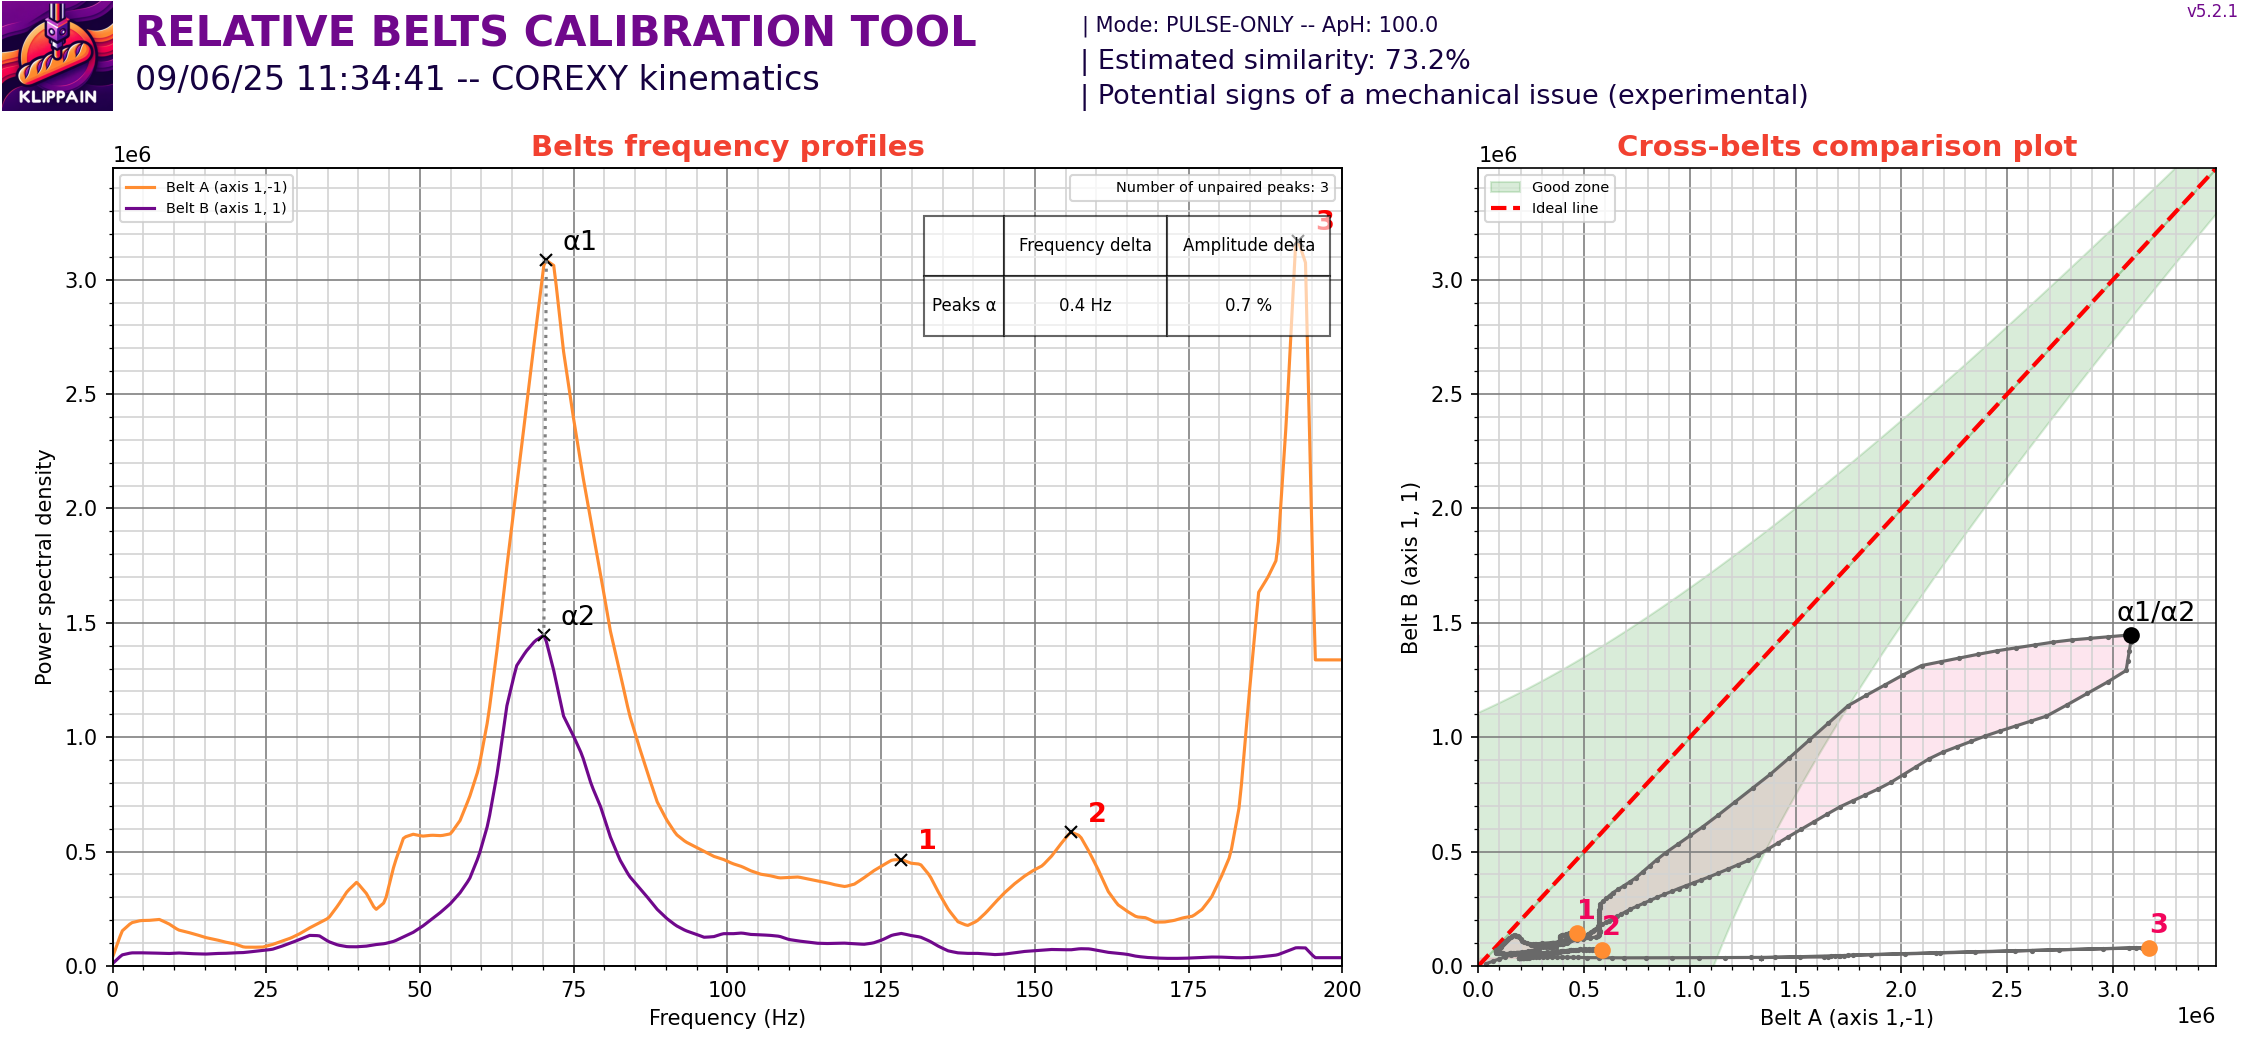 KLIPPAIN
RELATIVE BELTS CALIBRATION TOOL
09/06/25 11:34:41 -- COREXY kinematics
| Mode: PULSE-ONLY -- ApH: 100.0
| Estimated similarity: 73.2%
| Potential signs of a mechanical issue (experimental)
v5.2.1
Belts frequency profiles
1e6
Belt A (axis 1,-1)
Belt B (axis 1, 1)
Number of unpaired peaks: 3
Frequency delta Amplitude delta
Peaks α 0.4 Hz 0.7 %
α1
α2
1
2
3
Power spectral density
3.0
2.5
2.0
1.5
1.0
0.5
0.0
0 25 50 75 100 125 150 175 200
Frequency (Hz)
Cross-belts comparison plot
1e6
Good zone
Ideal line
α1/α2
1
2
3
Belt B (axis 1, 1)
3.0
2.5
2.0
1.5
1.0
0.5
0.0
0.0 0.5 1.0 1.5 2.0 2.5 3.0
Belt A (axis 1,-1)
1e6